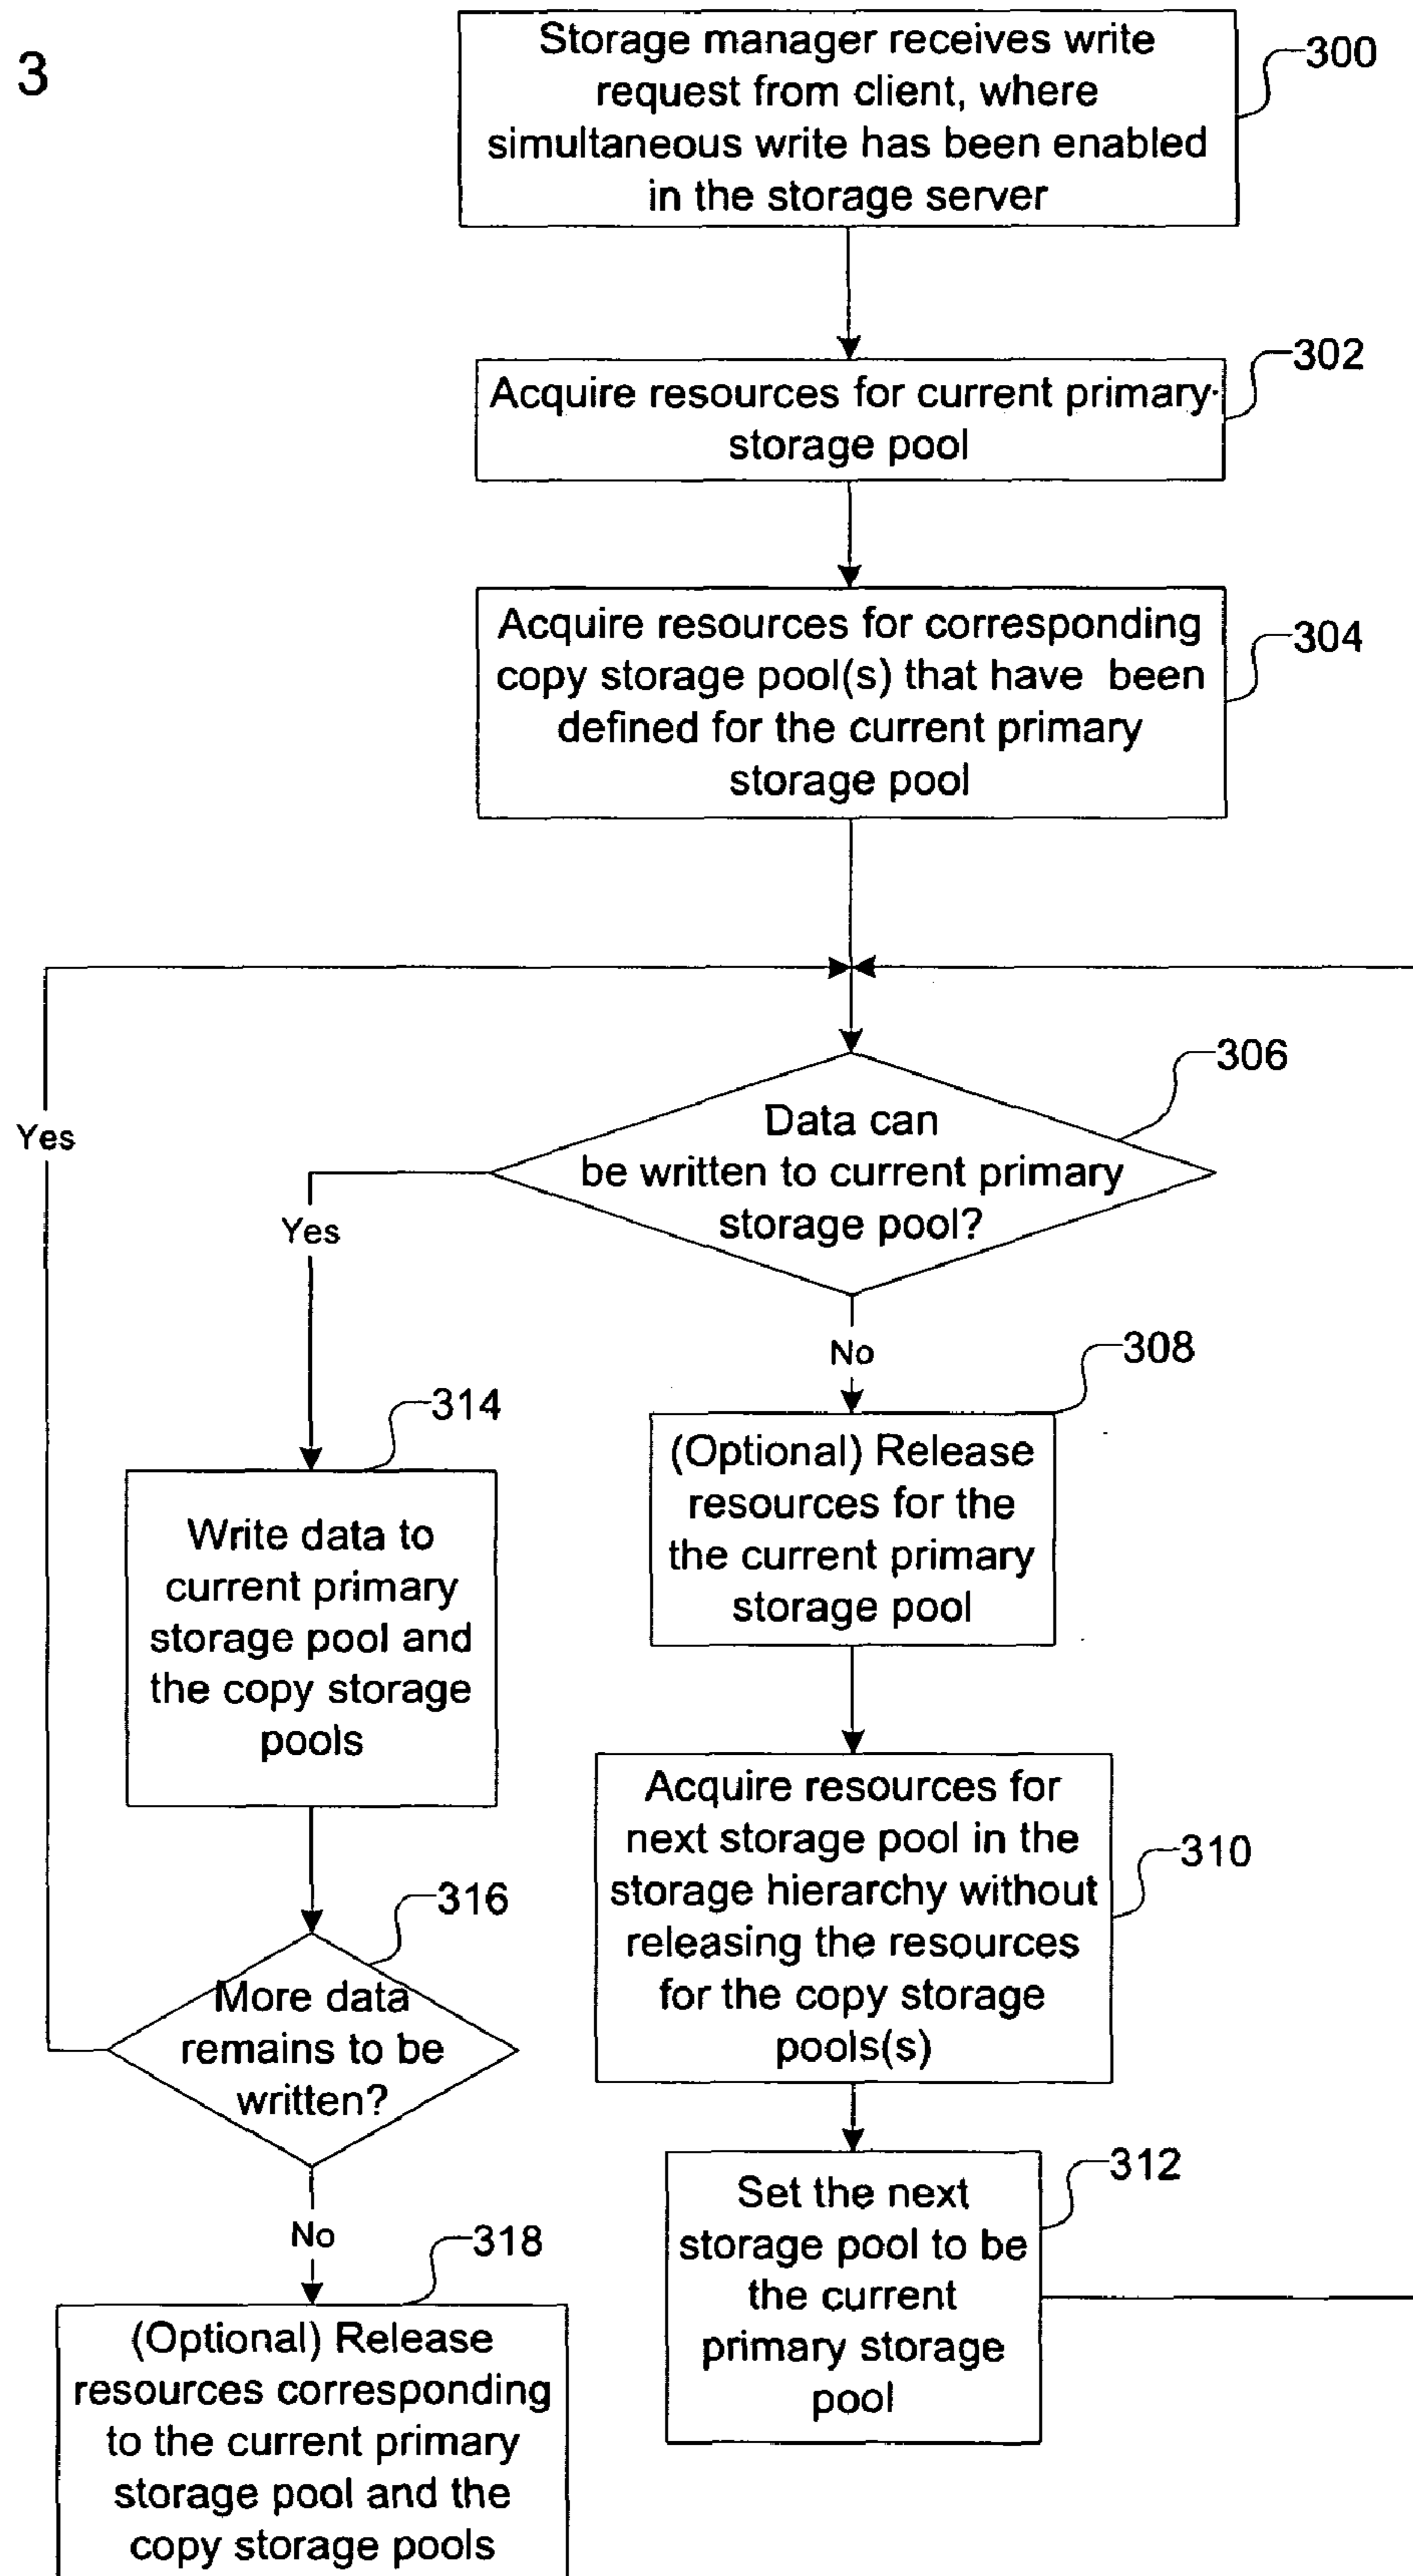 3
Storage manager receives write
request from client, where
simultaneous write has been enabled
in the storage server
300
Acquire resources for current primary
storage pool
302
Acquire resources for corresponding
copy storage pool(s) that have been
defined for the current primary
storage pool
304
Data can
be written to current primary
storage pool?
306
Yes
Yes
No
308
(Optional) Release
resources for the
the current primary
storage pool
314
Write data to
current primary
storage pool and
the copy storage
pools
Acquire resources for
next storage pool in the
storage hierarchy without
releasing the resources
for the copy storage
pools(s)
310
316
More data
remains to be
written?
312
Set the next
storage pool to be
the current
primary storage
pool
No
318
(Optional) Release
resources corresponding
to the current primary
storage pool and the
copy storage pools